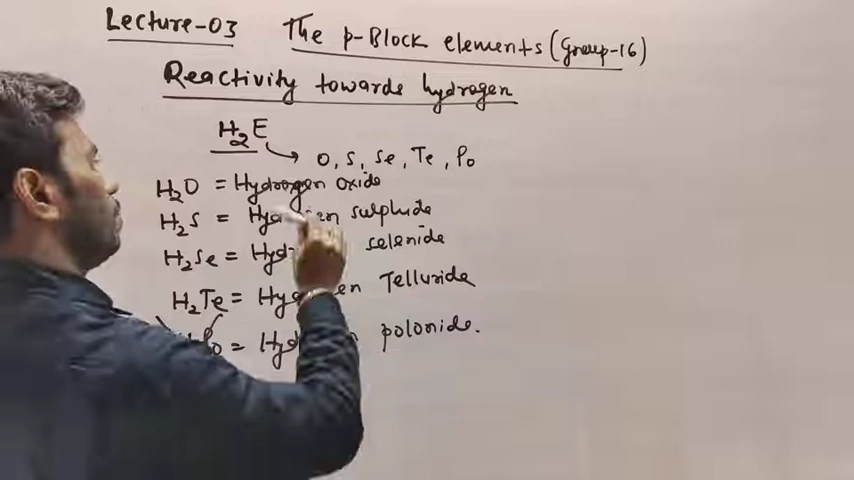 Lecture-03 The p-Block elements (Group-16)
Reactivity towards hydrogen
H₂E
O, S, Se, Te, Po
H₂O = Hydrogen oxide
H₂S = sulphide
H₂Se = selenide
H₂Te = Telluride
= polonide.